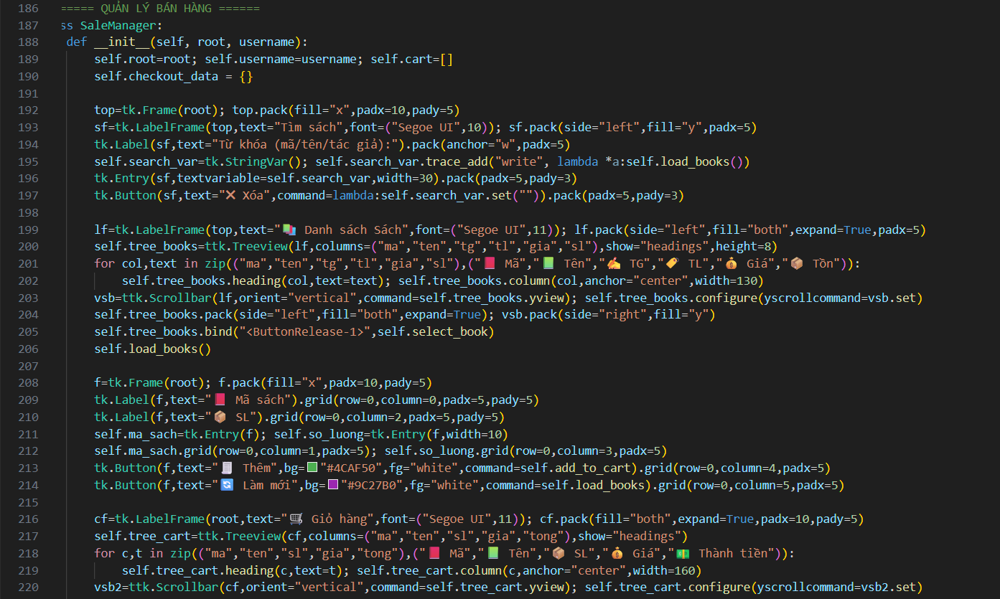 186 ===== QUẢN LÝ BÁN HÀNG ======
187 ss SaleManager:
188 def __init__(self, root, username):
189 self.root=root; self.username=username; self.cart=[]
190 self.checkout_data = {}
191
192 top=tk.Frame(root); top.pack(fill="x",padx=10,pady=5)
193 sf=tk.LabelFrame(top,text="Tìm sách",font=("Segoe UI",10)); sf.pack(side="left",fill="y",padx=5)
194 tk.Label(sf,text="Từ khóa (mã/tên/tác giả):").pack(anchor="w",padx=5)
195 self.search_var=tk.StringVar(); self.search_var.trace_add("write", lambda *a:self.load_books())
196 tk.Entry(sf,textvariable=self.search_var,width=30).pack(padx=5,pady=3)
197 tk.Button(sf,text="❌ Xóa",command=lambda:self.search_var.set("")).pack(padx=5,pady=3)
198
199 lf=tk.LabelFrame(top,text="📚 Danh sách Sách",font=("Segoe UI",11)); lf.pack(side="left",fill="both",expand=True,padx=5)
200 self.tree_books=ttk.Treeview(lf,columns=("ma","ten","tg","tl","gia","sl"),show="headings",height=8)
201 for col,text in zip(("ma","ten","tg","tl","gia","sl"),("📕 Mã","📗 Tên","✍️ TG","🏷️ TL","💰 Giá","📦 Tồn")):
202 self.tree_books.heading(col,text=text); self.tree_books.column(col,anchor="center",width=130)
203 vsb=ttk.Scrollbar(lf,orient="vertical",command=self.tree_books.yview); self.tree_books.configure(yscrollcommand=vsb.set)
204 self.tree_books.pack(side="left",fill="both",expand=True); vsb.pack(side="right",fill="y")
205 self.tree_books.bind("<ButtonRelease-1>",self.select_book)
206 self.load_books()
207
208 f=tk.Frame(root); f.pack(fill="x",padx=10,pady=5)
209 tk.Label(f,text="📕 Mã sách").grid(row=0,column=0,padx=5,pady=5)
210 tk.Label(f,text="📦 SL").grid(row=0,column=2,padx=5,pady=5)
211 self.ma_sach=tk.Entry(f); self.so_luong=tk.Entry(f,width=10)
212 self.ma_sach.grid(row=0,column=1,padx=5); self.so_luong.grid(row=0,column=3,padx=5)
213 tk.Button(f,text="🧾 Thêm",bg="#4CAF50",fg="white",command=self.add_to_cart).grid(row=0,column=4,padx=5)
214 tk.Button(f,text="🔄 Làm mới",bg="#9C27B0",fg="white",command=self.load_books).grid(row=0,column=5,padx=5)
215
216 cf=tk.LabelFrame(root,text="🛒 Giỏ hàng",font=("Segoe UI",11)); cf.pack(fill="both",expand=True,padx=10,pady=5)
217 self.tree_cart=ttk.Treeview(cf,columns=("ma","ten","sl","gia","tong"),show="headings")
218 for c,t in zip(("ma","ten","sl","gia","tong"),("📕 Mã","📗 Tên","📦 SL","💰 Giá","💵 Thành tiền")):
219 self.tree_cart.heading(c,text=t); self.tree_cart.column(c,anchor="center",width=160)
220 vsb2=ttk.Scrollbar(cf,orient="vertical",command=self.tree_cart.yview); self.tree_cart.configure(yscrollcommand=vsb2.set)